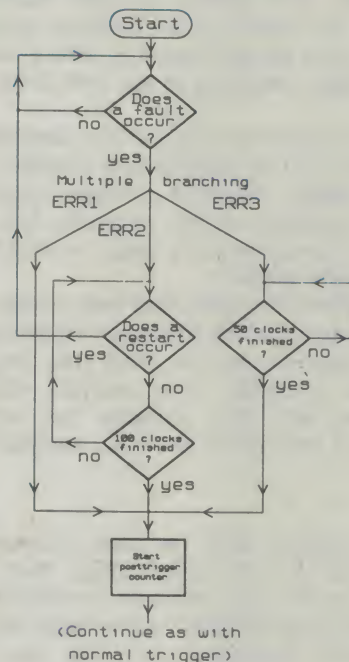 Start
Does
a fault
occur
?
no
yes
Multiple branching
ERR1
ERR2
ERR3
Does a
restart
occur
?
yes
no
50 clocks
finished
?
no
yes
100 clocks
finished
?
no
yes
Start
posttrigger
counter
(Continue as with
normal trigger)